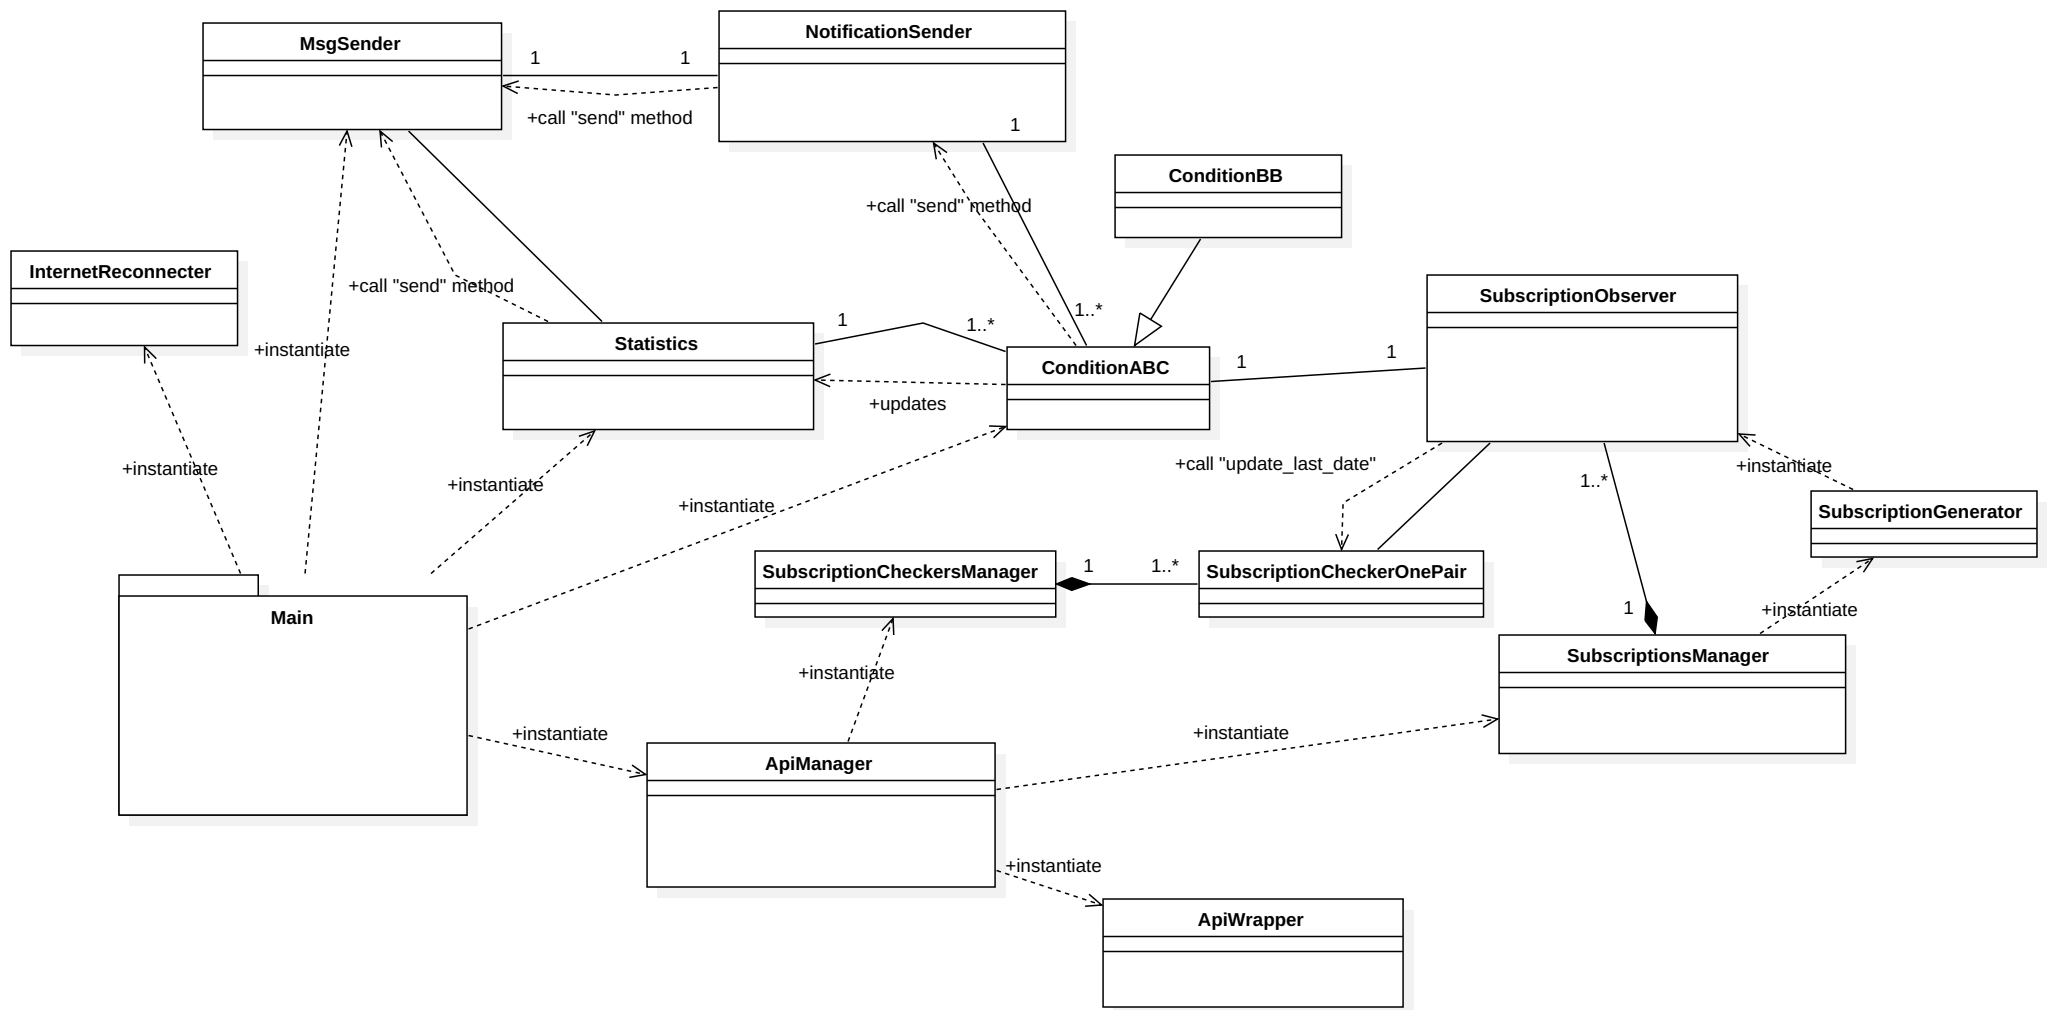 NotificationSender
MsgSender
1
1
+call "send" method
1
ConditionBB
+call "send" method
InternetReconnecter
+call "send" method
SubscriptionObserver
1..*
1
1..*
Statistics
+instantiate
1
1
ConditionABC
+updates
+instantiate
+call "update_last_date"
+instantiate
+instantiate
1..*
+instantiate
SubscriptionGenerator
SubscriptionCheckersManager
1
1..*
SubscriptionCheckerOnePair
1
+instantiate
Main
SubscriptionsManager
+instantiate
+instantiate
+instantiate
ApiManager
+instantiate
ApiWrapper